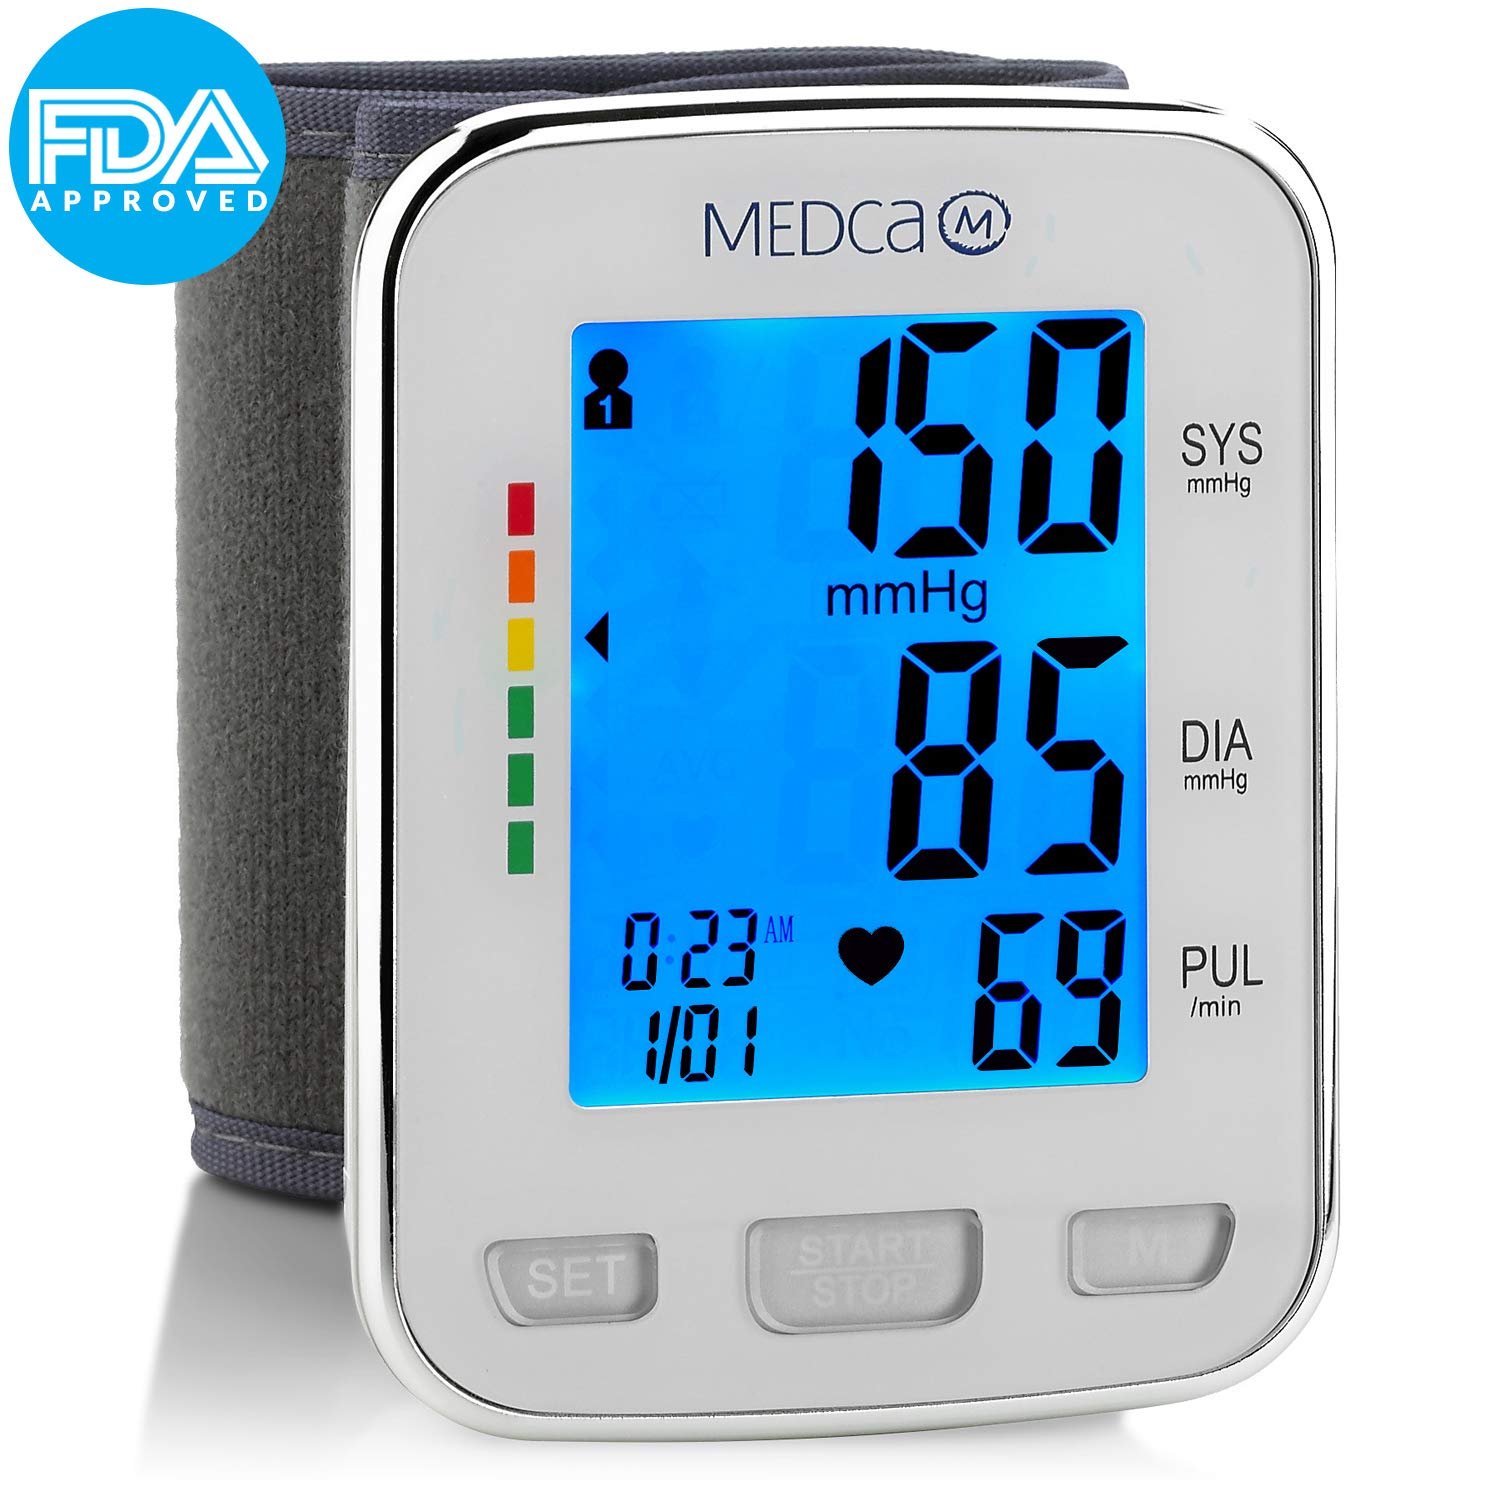 FDA
APPROVED
MEDCa M
1
150
SYS
mmHg
mmHg
85
DIA
mmHg
0:23 AM
69
PUL
/min
1/01
SET
START
STOP
M